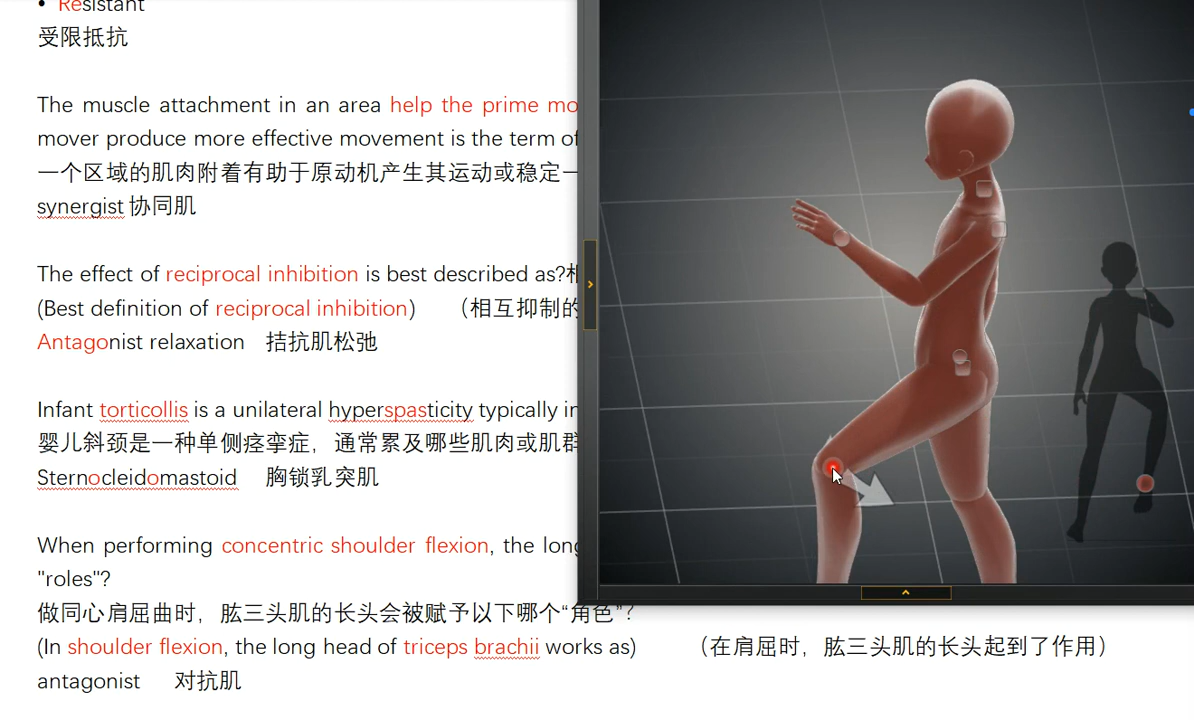 • Resistant
受限抵抗
The muscle attachment in an area help the prime mo
mover produce more effective movement is the term of
一个区域的肌肉附着有助于原动机产生其运动或稳定一
synergist 协同肌
The effect of reciprocal inhibition is best described as?相
(Best definition of reciprocal inhibition) （相互抑制的
Antagonist relaxation 拮抗肌松弛
Infant torticollis is a unilateral hyperspasticity typically in
婴儿斜颈是一种单侧痉挛症，通常累及哪些肌肉或肌群
Sternocleidomastoid 胸锁乳突肌
When performing concentric shoulder flexion, the long
"roles"?
做同心肩屈曲时，肱三头肌的长头会被赋予以下哪个“角色”?
(In shoulder flexion, the long head of triceps brachii works as) （在肩屈时，肱三头肌的长头起到了作用）
antagonist 对抗肌